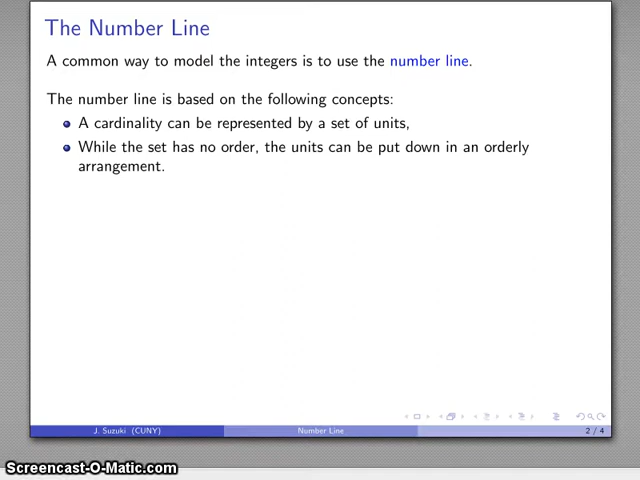 The Number Line
A common way to model the integers is to use the number line.
The number line is based on the following concepts:
A cardinality can be represented by a set of units,
While the set has no order, the units can be put down in an orderly
arrangement.
J. Suzuki (CUNY)
Number Line
2 / 4
Screencast-O-Matic.com